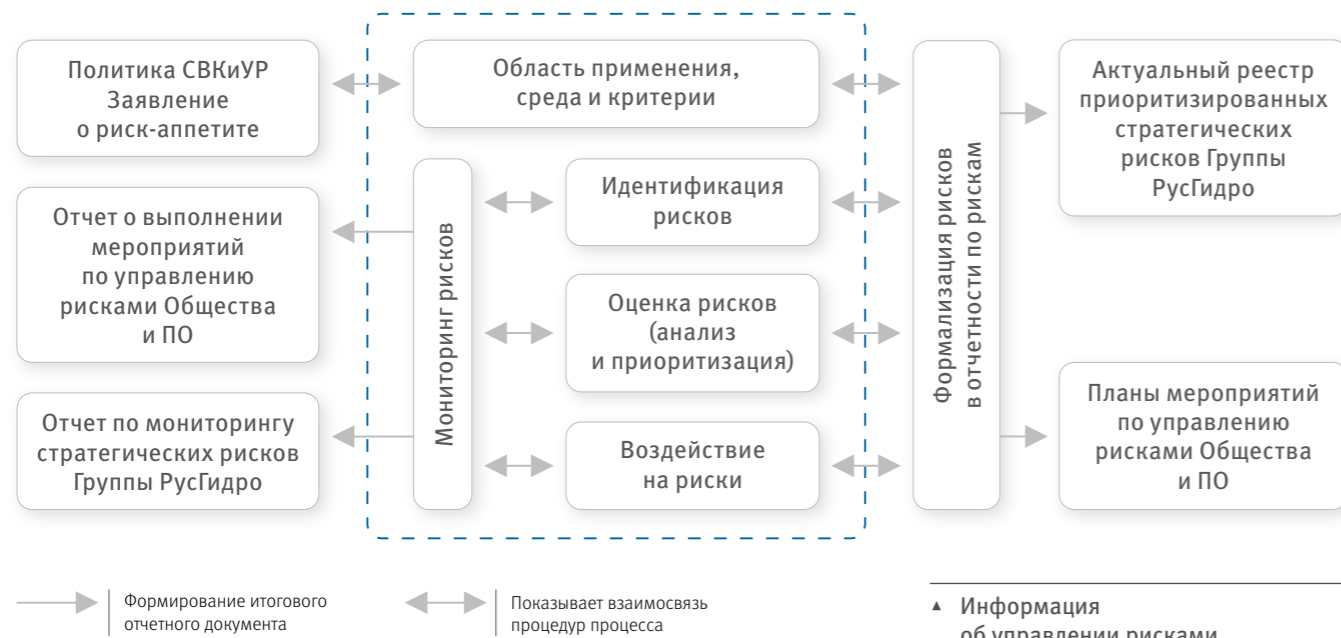 Политика СВКиУР
Заявление
о риск-аппетите
Область применения,
среда и критерии
Актуальный реестр
приоритизированных
стратегических
рисков Группы
РусГидро
Отчет о выполнении
мероприятий
по управлению
рисками Общества
и ПО
Мониторинг рисков
Идентификация
рисков
Формализация рисков
в отчетности по рискам
Оценка рисков
(анализ
и приоритизация)
Отчет по мониторингу
стратегических рисков
Группы РусГидро
Воздействие
на риски
Планы мероприятий
по управлению
рисками Общества
и ПО
Формирование итогового
отчетного документа
Показывает взаимосвязь
процедур процесса
▲ Информация
об управлении рисками